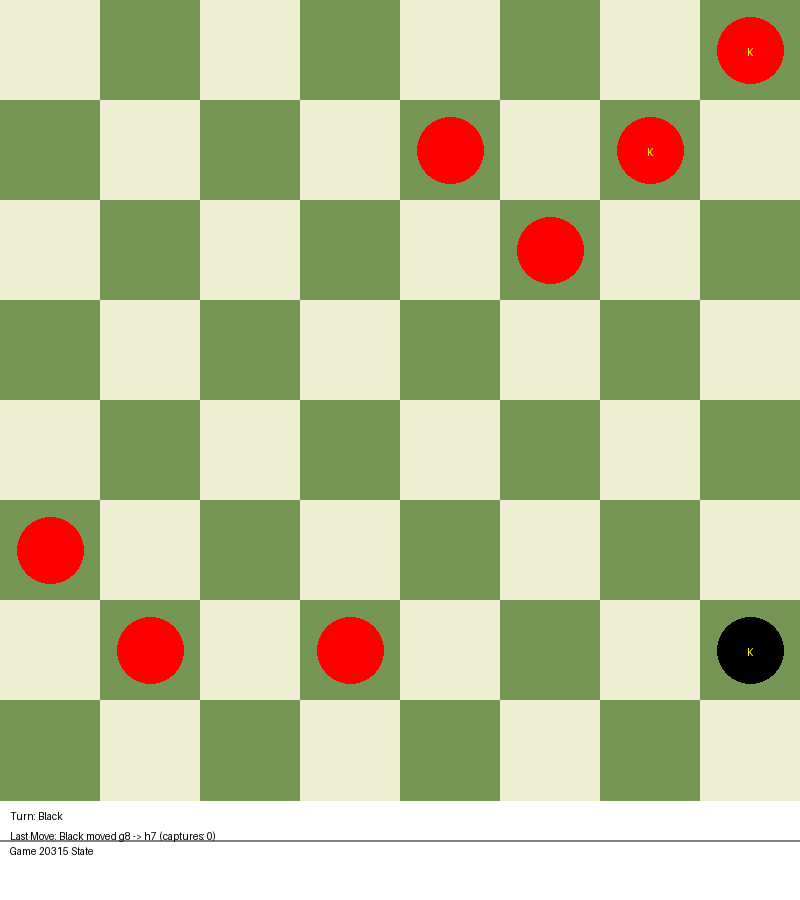 K
K
K
Turn: Black
Last Move: Black moved g8 -> h7 (captures: 0)
Game 20315 State